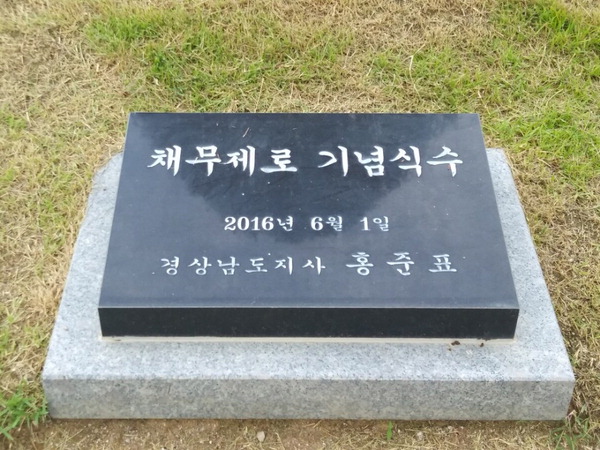 채무제로 기념식수
2016년 6월 1일
경상남도지사 홍준표